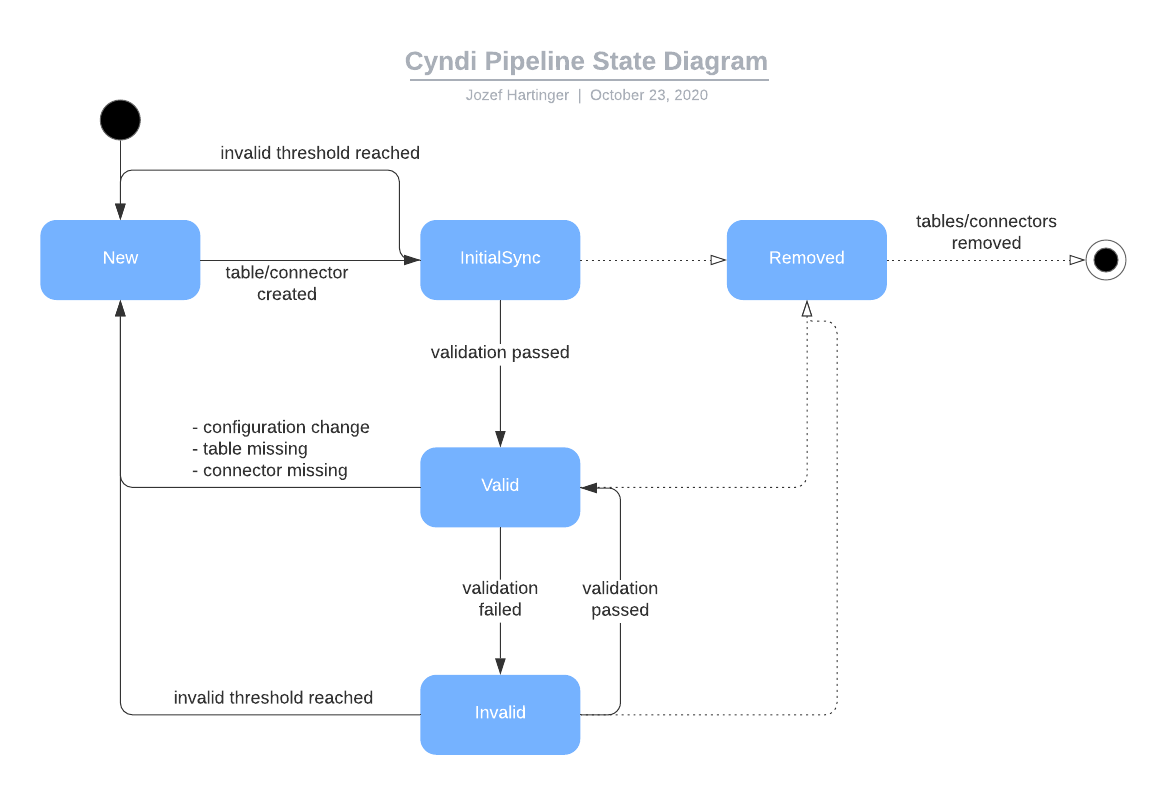 Cyndi Pipeline State Diagram
Jozef Hartinger | October 23, 2020
invalid threshold reached
tables/connectors
removed
New
InitialSync
Removed
table/connector
created
validation passed
- configuration change
- table missing
- connector missing
Valid
validation
failed
validation
passed
invalid threshold reached
Invalid